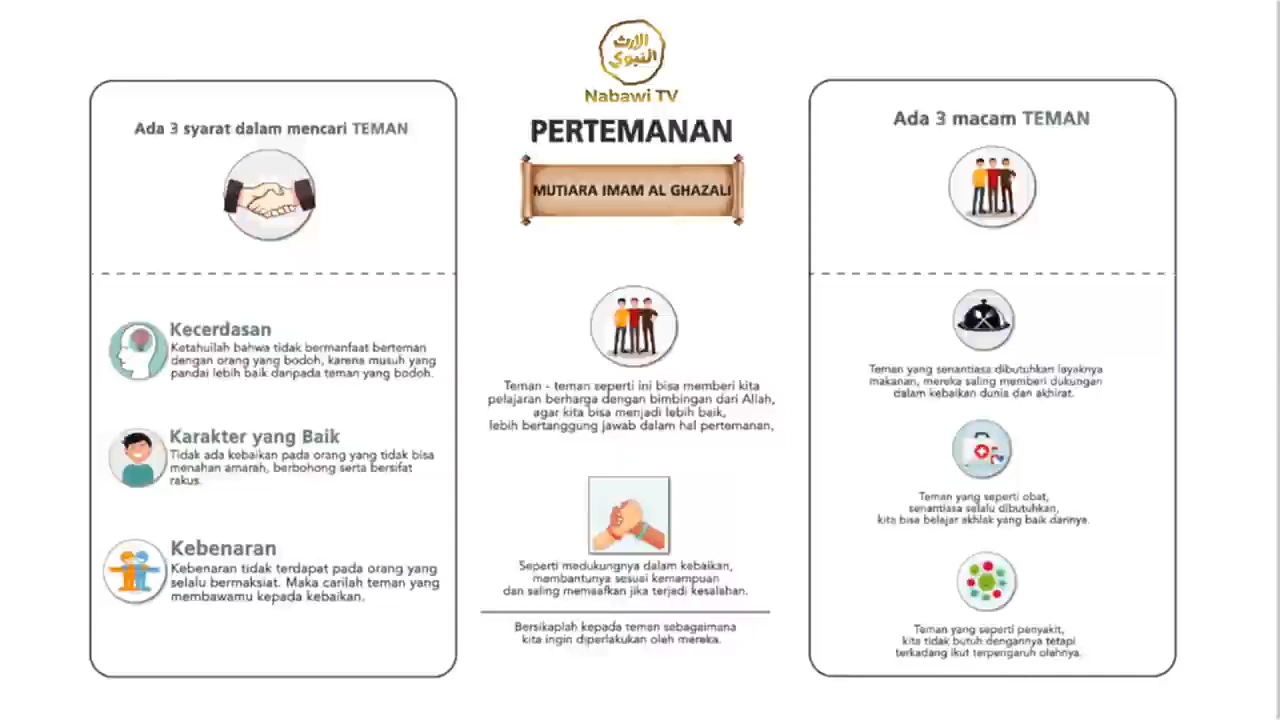 الإرث
النبوي
Nabawi TV
PERTEMANAN
MUTIARA IMAM AL GHAZALI
Ada 3 syarat dalam mencari TEMAN
Kecerdasan
Ketahuilah bahwa tidak bermanfaat berteman
dengan orang yang bodoh, karena musuh yang
pandai lebih baik daripada teman yang bodoh.
Karakter yang Baik
Tidak ada kebaikan pada orang yang tidak bisa
menahan amarah, berbohong serta bersifat
rakus.
Kebenaran
Kebenaran tidak terdapat pada orang yang
selalu bermaksiat. Maka carilah teman yang
membawamu kepada kebaikan.
Teman - teman seperti ini bisa memberi kita
pelajaran berharga dengan bimbingan dari Allah,
agar kita bisa menjadi lebih baik,
lebih bertanggung jawab dalam hal pertemanan,
Seperti medukungnya dalam kebaikan,
membantunya sesuai kemampuan
dan saling memaafkan jika terjadi kesalahan.
Bersikaplah kepada teman sebagaimana
kita ingin diperlakukan oleh mereka.
Ada 3 macam TEMAN
Teman yang senantiasa dibutuhkan layaknya
makanan, mereka saling memberi dukungan
dalam kebaikan dunia dan akhirat.
Teman yang seperti obat,
senantiasa selalu dibutuhkan,
kita bisa belajar akhlak yang baik darinya.
Teman yang seperti penyakit,
kita tidak butuh dengannya tetapi
terkadang ikut terpengaruh olehnya.